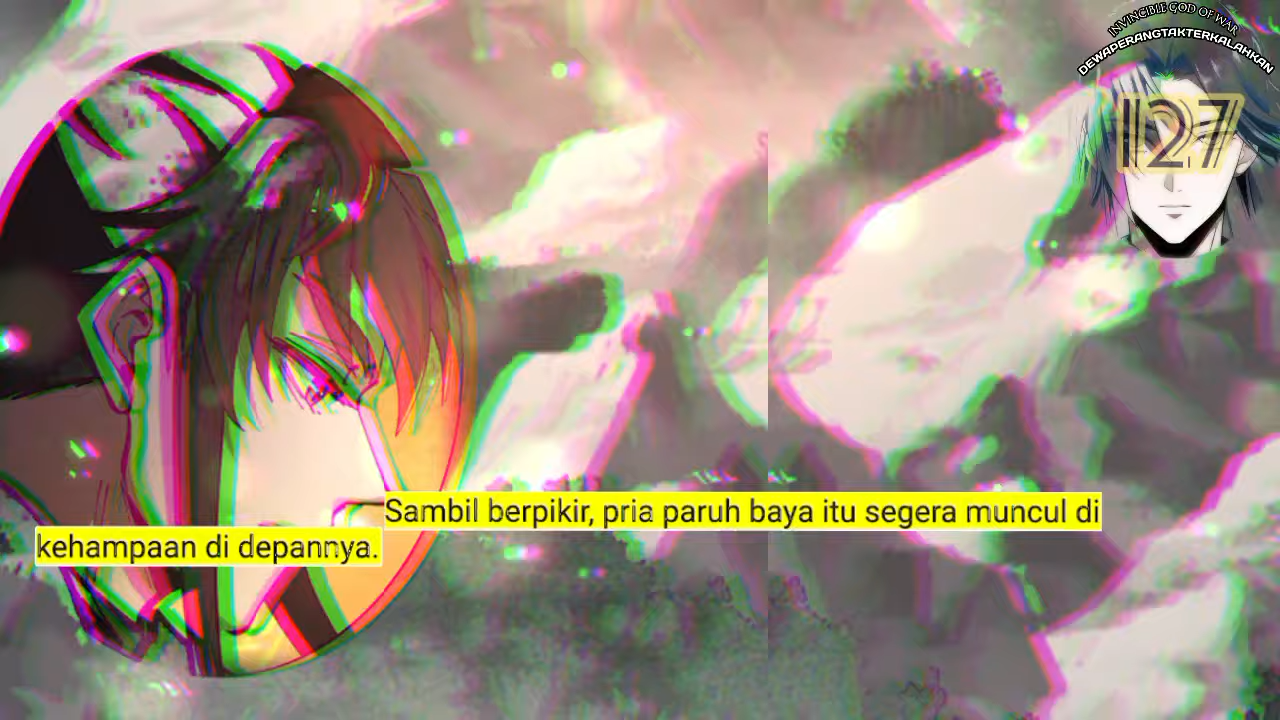 INVINCIBLE GOD OF WAR
DEWAPERANGTAKTERKALAHKAN
127
Sambil berpikir, pria paruh baya itu segera muncul di
kehampaan di depannya.